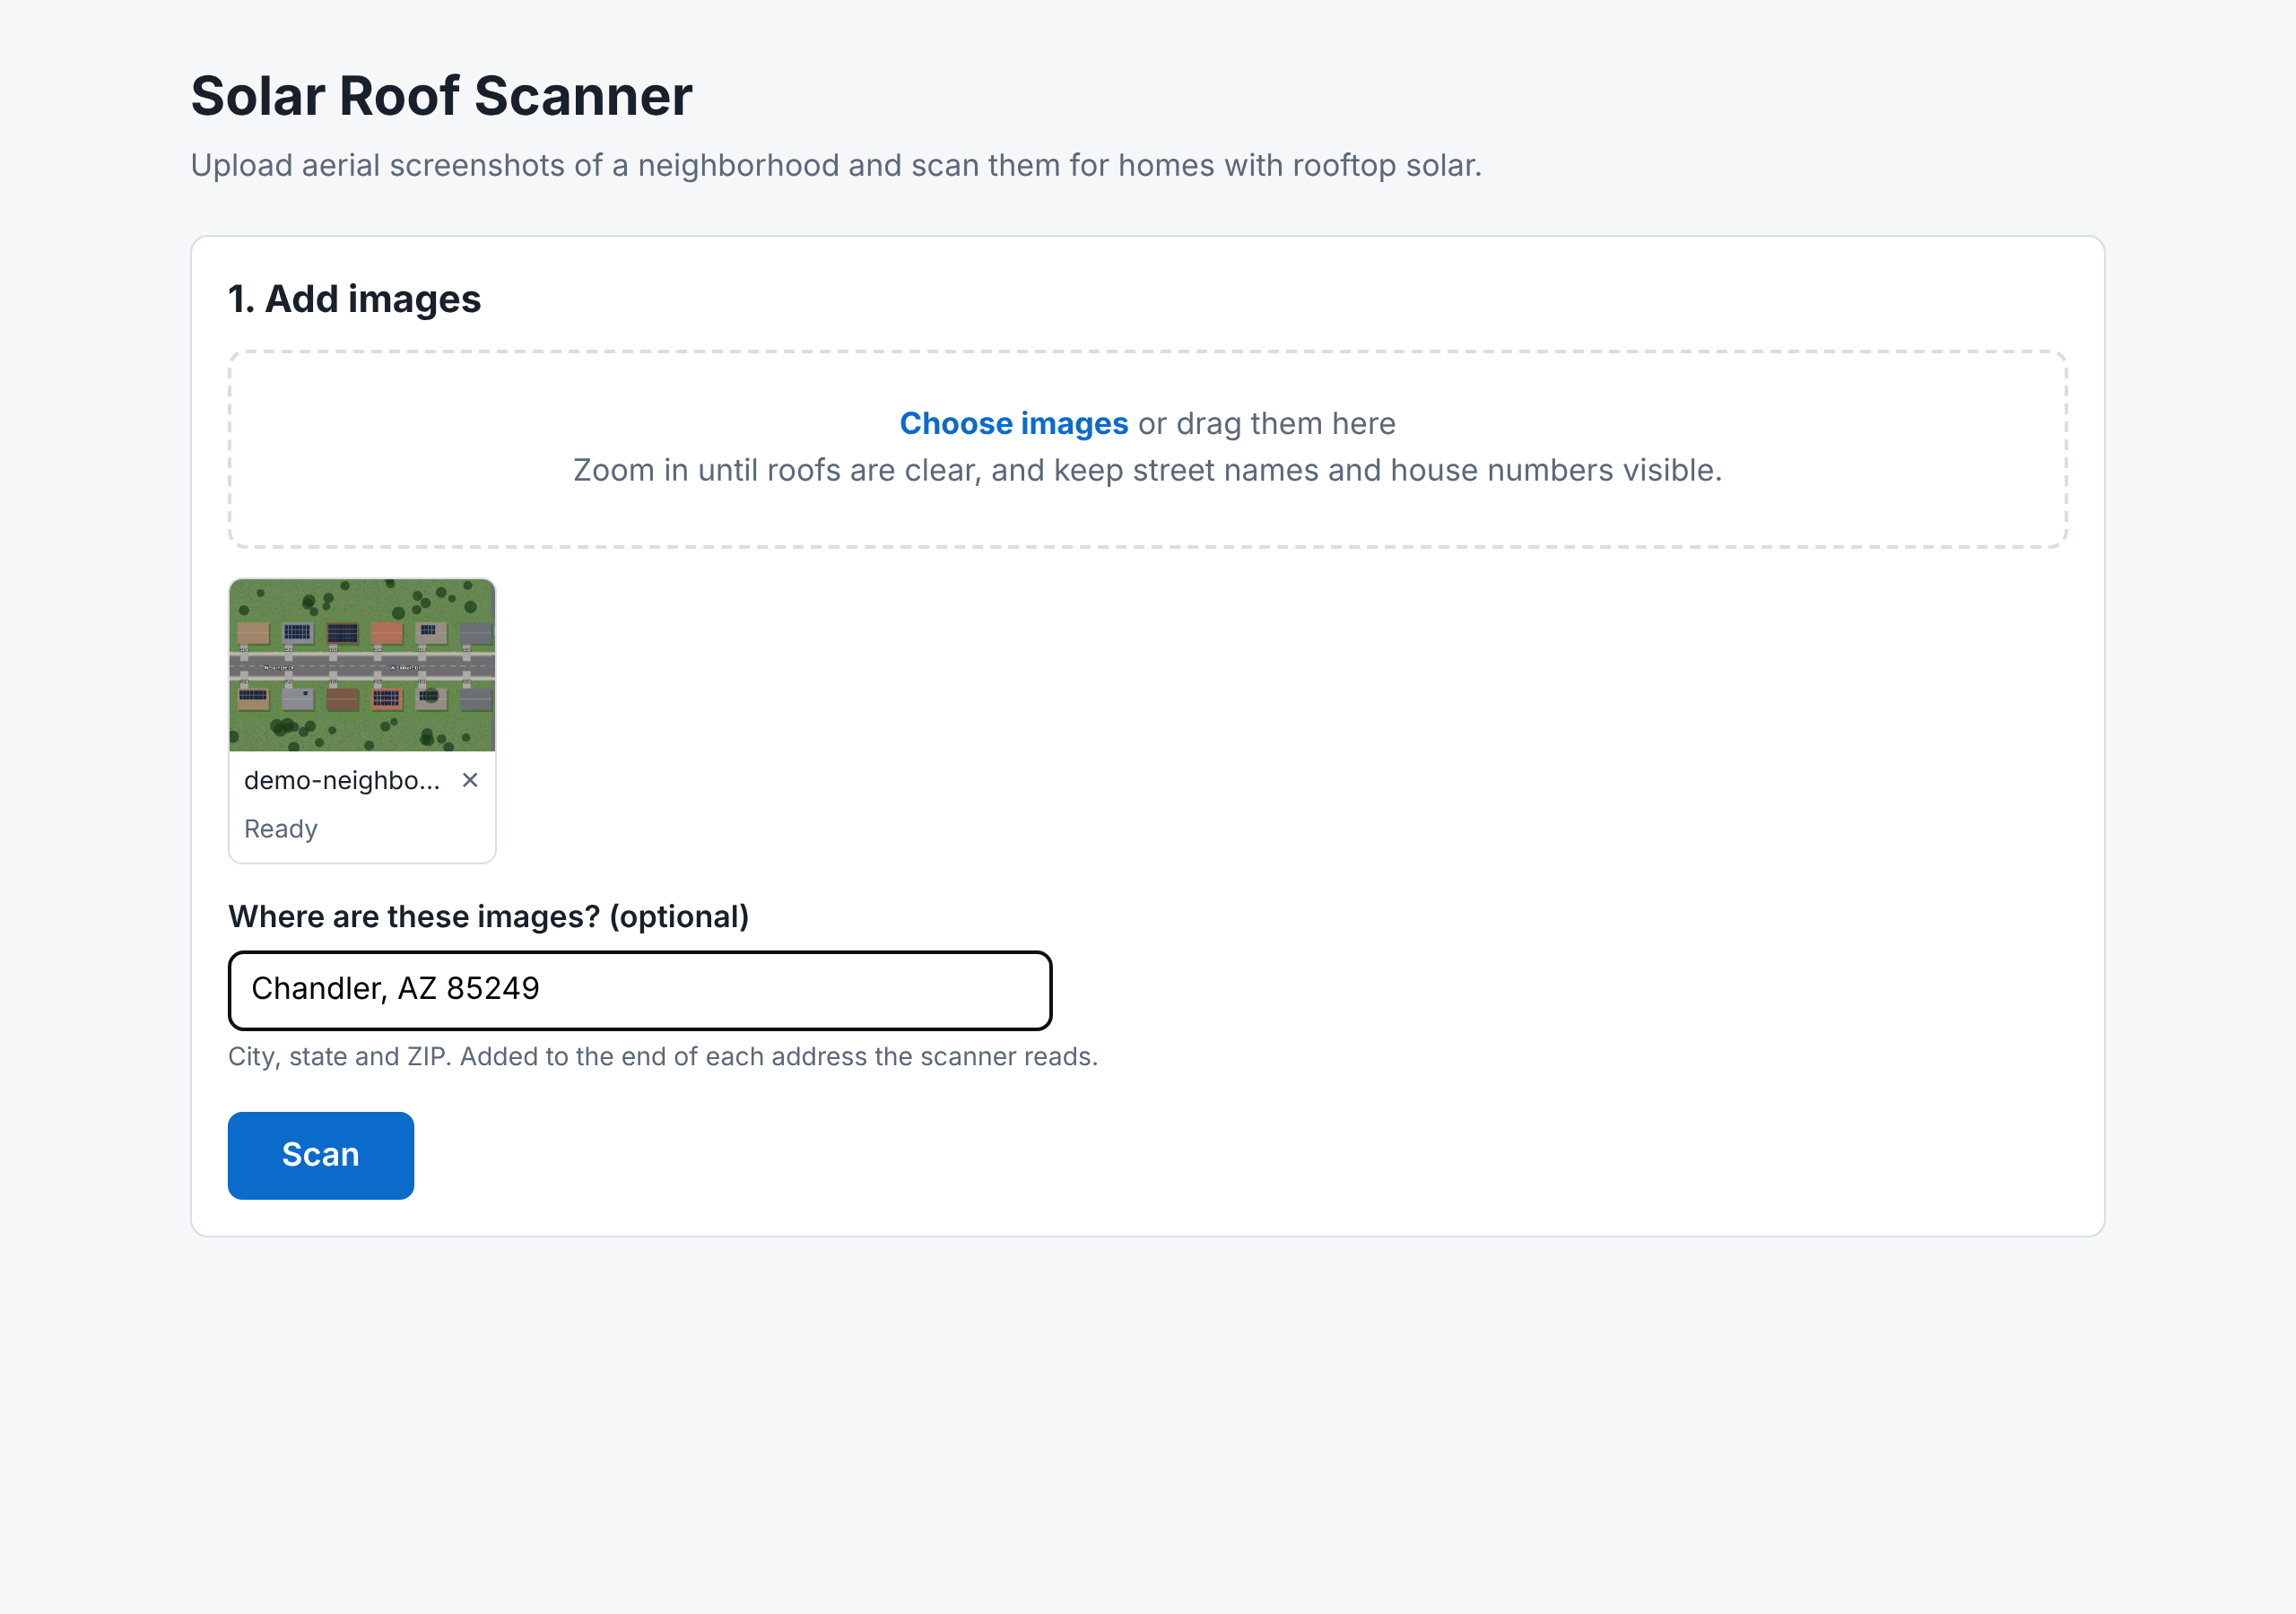 Solar Roof Scanner
Upload aerial screenshots of a neighborhood and scan them for homes with rooftop solar.
1. Add images
Choose images or drag them here
Zoom in until roofs are clear, and keep street names and house numbers visible.
demo-neighbo... ✕
Ready
Where are these images? (optional)
Chandler, AZ 85249
City, state and ZIP. Added to the end of each address the scanner reads.
Scan